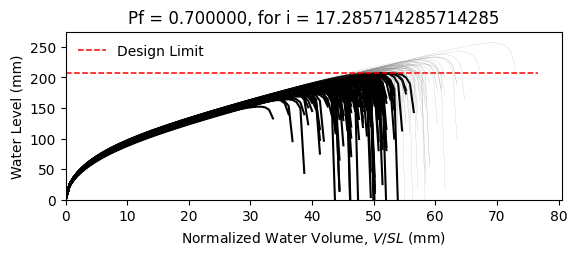 Pf = 0.700000, for i = 17.285714285714285
250
200
150
100
50
0
Water Level (mm)
Design Limit
0 10 20 30 40 50 60 70 80
Normalized Water Volume, V/SL (mm)